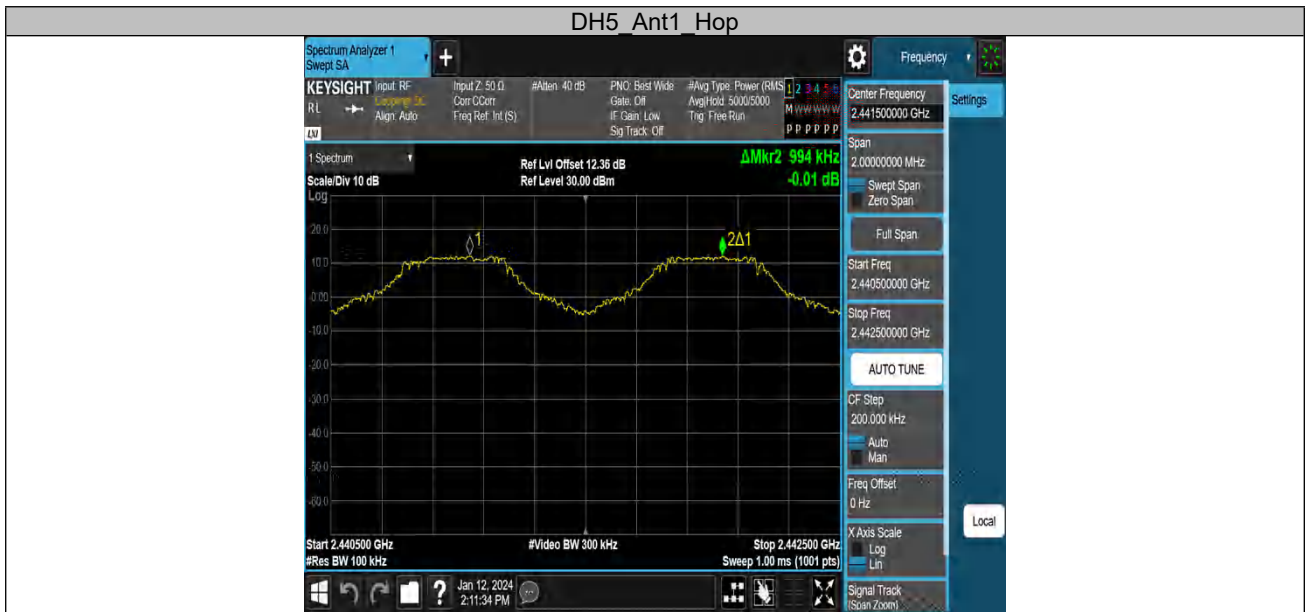 DH5_Ant1_Hop
Spectrum Analyzer 1
Swept SA
+
Frequency
KEYSIGHT
RL
LXI
Input: RF
Coupling: DC
Align: Auto
Input Z: 50 Ω
Corr CCorr
Freq Ref: Int (S)
#Atten: 40 dB
PNO: Best Wide
Gate: Off
IF Gain: Low
Sig Track: Off
#Avg Type: Power (RMS
Avg|Hold: 5000/5000
Trig: Free Run
1 2 3 4 5 6
M W W W W W
P P P P P P
1 Spectrum
Scale/Div 10 dB
Ref Lvl Offset 12.36 dB
Ref Level 30.00 dBm
ΔMkr2 994 kHz
-0.01 dB
Log
20.0
10.0
0.00
-10.0
-20.0
-30.0
-40.0
-50.0
-60.0
1
2Δ1
Start 2.440500 GHz
#Res BW 100 kHz
#Video BW 300 kHz
Stop 2.442500 GHz
Sweep 1.00 ms (1001 pts)
Center Frequency
2.441500000 GHz
Settings
Span
2.00000000 MHz
Swept Span
Zero Span
Full Span
Start Freq
2.440500000 GHz
Stop Freq
2.442500000 GHz
AUTO TUNE
CF Step
200.000 kHz
Auto
Man
Freq Offset
0 Hz
X Axis Scale
Log
Lin
Local
Signal Track
(Span Zoom)
?
Jan 12, 2024
2:11:34 PM